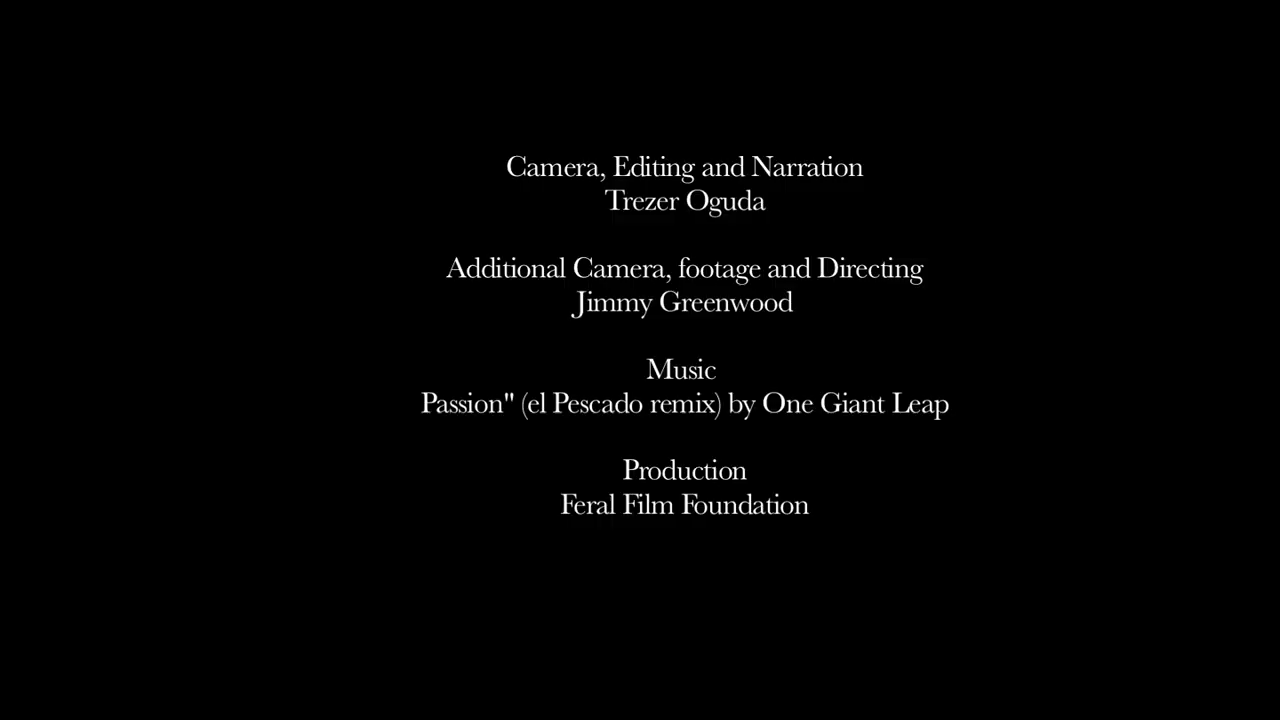 Camera, Editing and Narration
Trezer Oguda
Additional Camera, footage and Directing
Jimmy Greenwood
Music
Passion" (el Pescado remix) by One Giant Leap
Production
Feral Film Foundation